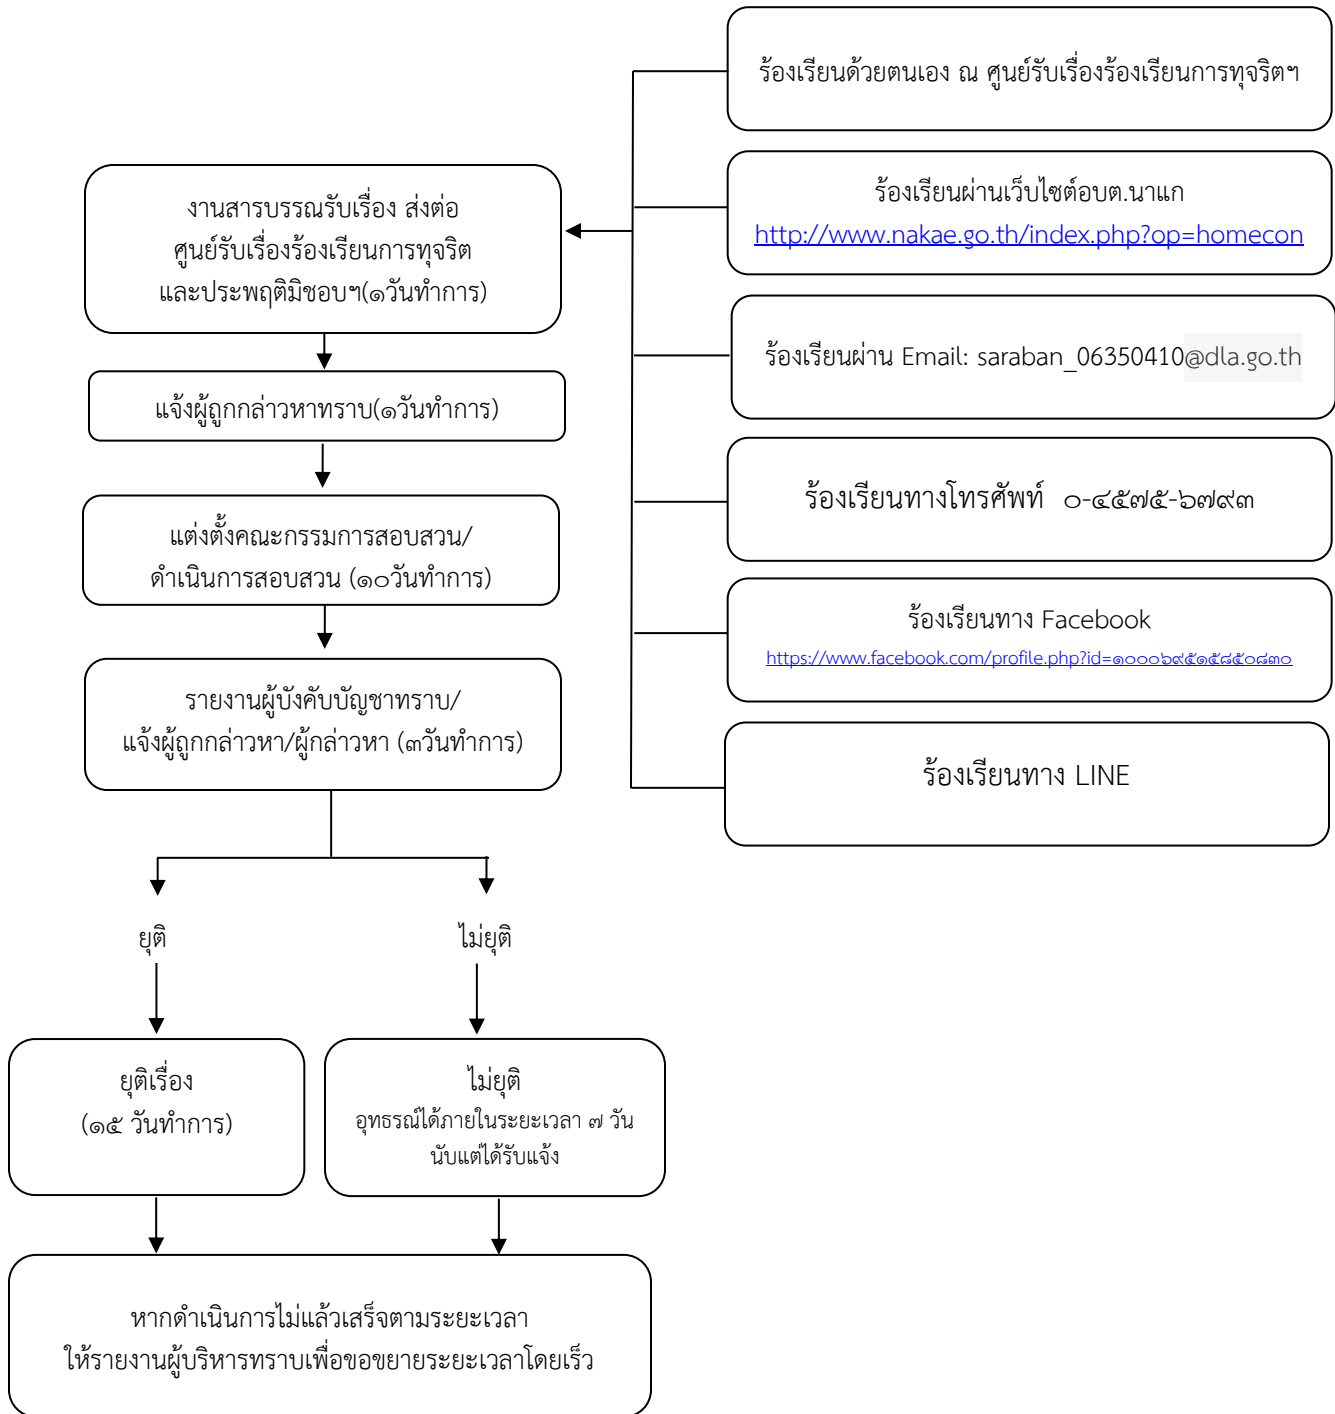 ร้องเรียนด้วยตนเอง ณ ศูนย์รับเรื่องร้องเรียนการทุจริตฯ
ร้องเรียนผ่านเว็บไซต์อบต.นาแก
http://www.nakae.go.th/index.php?op=homecon
ร้องเรียนผ่าน Email: saraban_06350410@dla.go.th
ร้องเรียนทางโทรศัพท์ ๐-๔๕๗๕-๖๗๙๓
ร้องเรียนทาง Facebook
https://www.facebook.com/profile.php?id=๑๐๐๐๖๙๕๑๕๘๕๐๘๓๐
ร้องเรียนทาง LINE
งานสารบรรณรับเรื่อง ส่งต่อ
ศูนย์รับเรื่องร้องเรียนการทุจริต
และประพฤติมิชอบฯ(๑วันทำการ)
แจ้งผู้ถูกกล่าวหาทราบ(๑วันทำการ)
แต่งตั้งคณะกรรมการสอบสวน/
ดำเนินการสอบสวน (๑๐วันทำการ)
รายงานผู้บังคับบัญชาทราบ/
แจ้งผู้ถูกกล่าวหา/ผู้กล่าวหา (๓วันทำการ)
ยุติ
ไม่ยุติ
ยุติเรื่อง
(๑๕ วันทำการ)
ไม่ยุติ
อุทธรณ์ได้ภายในระยะเวลา ๗ วัน
นับแต่ได้รับแจ้ง
หากดำเนินการไม่แล้วเสร็จตามระยะเวลา
ให้รายงานผู้บริหารทราบเพื่อขอขยายระยะเวลาโดยเร็ว